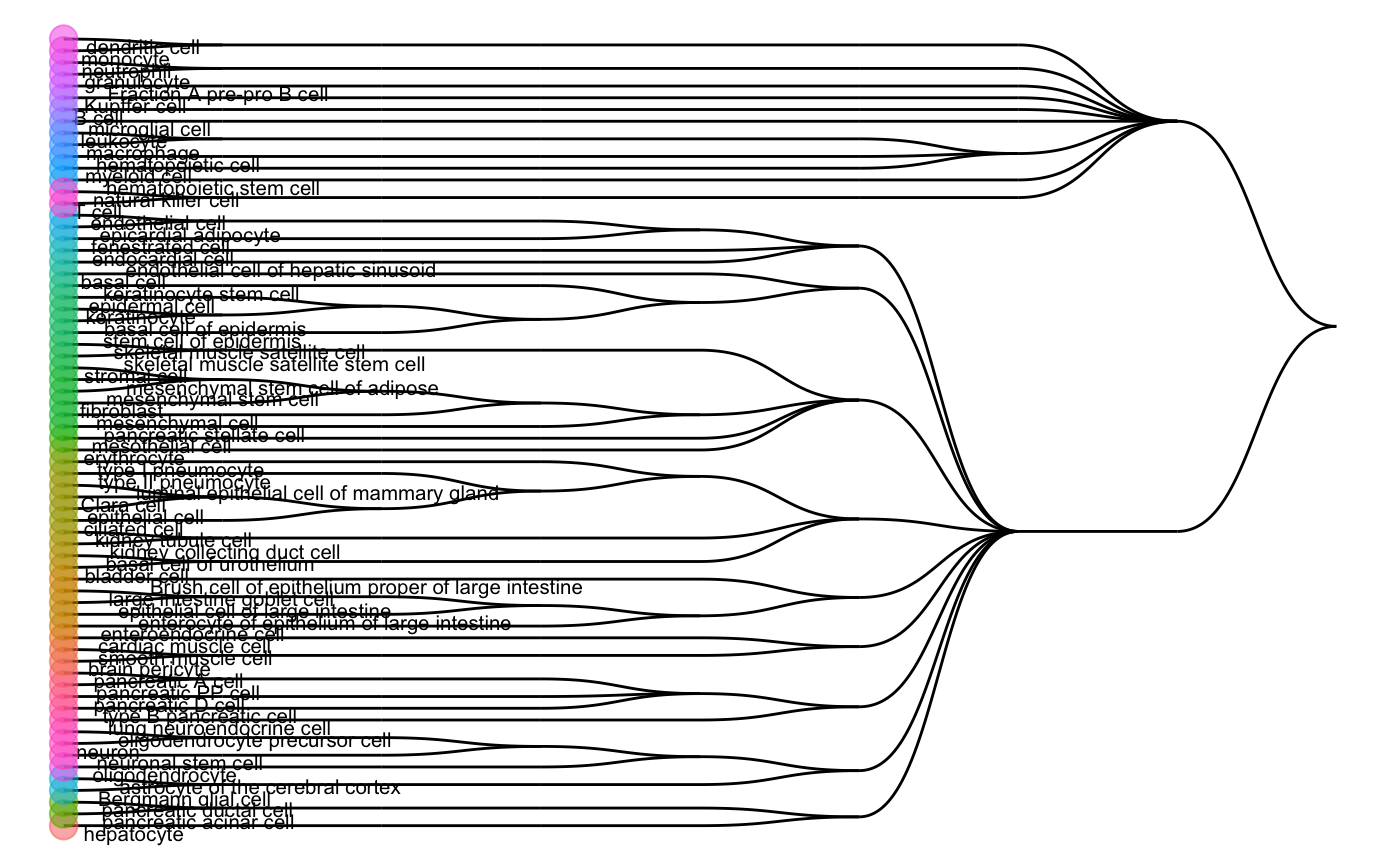 dendritic cell
monocyte
neutrophil
granulocyte
Fraction A pre-pro B cell
Kupffer cell
B cell
microglial cell
leukocyte
macrophage
hematopoietic cell
myeloid cell
hematopoietic stem cell
natural killer cell
T cell
endothelial cell
epicardial adipocyte
fenestrated cell
endocardial cell
endothelial cell of hepatic sinusoid
basal cell
keratinocyte stem cell
epidermal cell
keratinocyte
basal cell of epidermis
stem cell of epidermis
skeletal muscle satellite cell
skeletal muscle satellite stem cell
stromal cell
mesenchymal stem cell of adipose
mesenchymal stem cell
fibroblast
mesenchymal cell
pancreatic stellate cell
mesothelial cell
erythrocyte
type I pneumocyte
type II pneumocyte
luminal epithelial cell of mammary gland
Clara cell
epithelial cell
ciliated cell
kidney tubule cell
kidney collecting duct cell
basal cell of urothelium
bladder cell
Brush cell of epithelium proper of large intestine
large intestine goblet cell
epithelial cell of large intestine
enterocyte of epithelium of large intestine
enteroendocrine cell
cardiac muscle cell
smooth muscle cell
brain pericyte
pancreatic A cell
pancreatic PP cell
pancreatic D cell
type B pancreatic cell
lung neuroendocrine cell
oligodendrocyte precursor cell
neuron
neuronal stem cell
oligodendrocyte
astrocyte of the cerebral cortex
Bergmann glial cell
pancreatic ductal cell
pancreatic acinar cell
hepatocyte